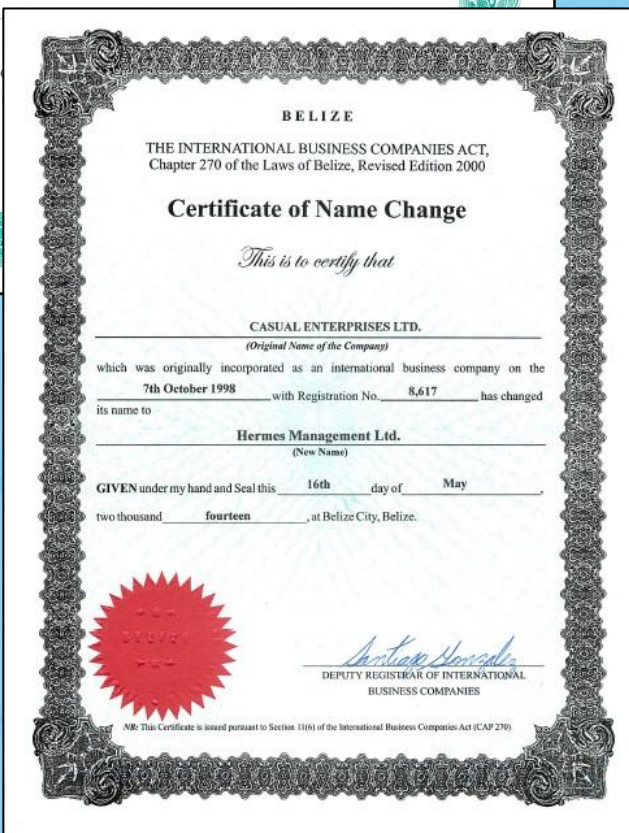 BELIZE
THE INTERNATIONAL BUSINESS COMPANIES ACT,
Chapter 270 of the Laws of Belize, Revised Edition 2000
Certificate of Name Change
This is to certify that
CASUAL ENTERPRISES LTD.
(Original Name of the Company)
which was originally incorporated as an international business company on the
7th October 1998 with Registration No. 8,617 has changed
its name to
Hermes Management Ltd.
(New Name)
GIVEN under my hand and Seal this 16th day of May,
two thousand fourteen, at Belize City, Belize.
Santiago Gonzalez
DEPUTY REGISTRAR OF INTERNATIONAL
BUSINESS COMPANIES
NB: This Certificate is issued pursuant to Section 11(6) of the International Business Companies Act (CAP 270)